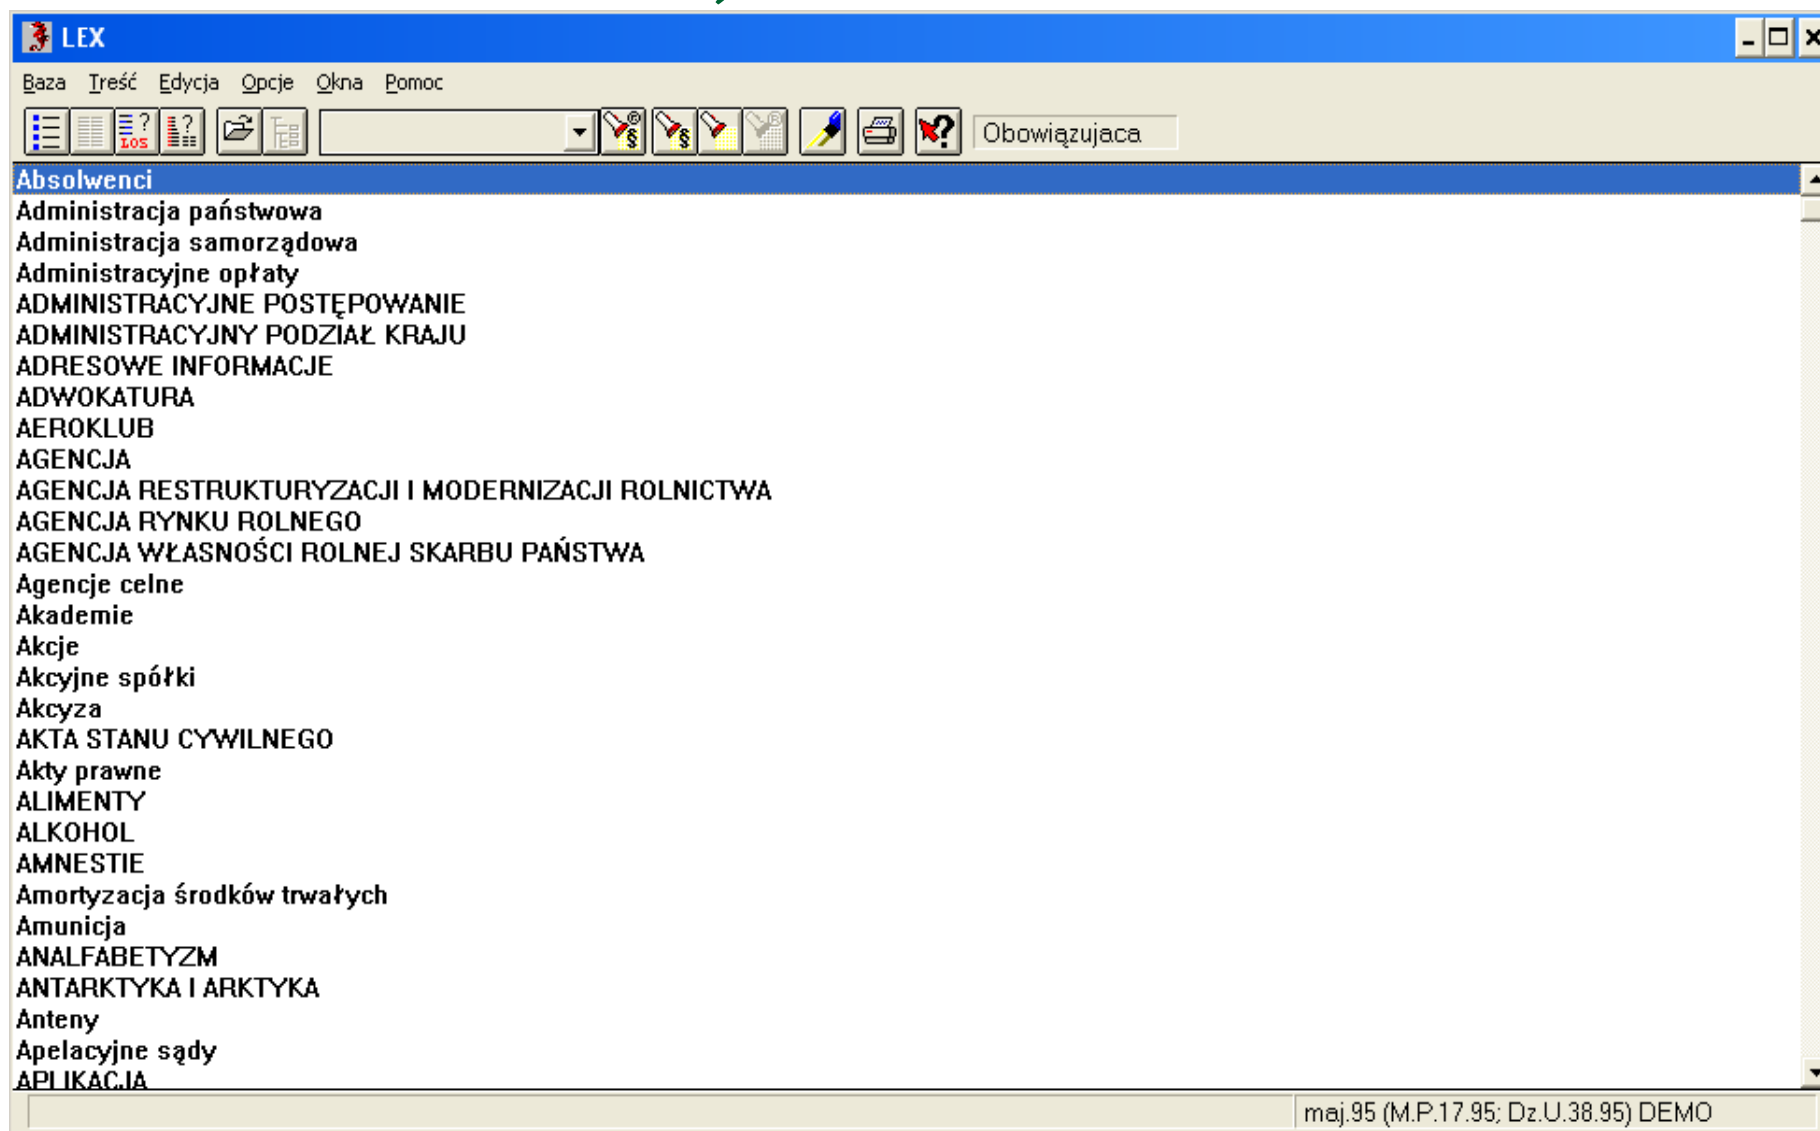 LEX
Baza Treść Edycja Opcje Okna Pomoc
? LOS ? ® § § ® ? Obowiązujaca
Absolwenci
Administracja państwowa
Administracja samorządowa
Administracyjne opłaty
ADMINISTRACYJNE POSTĘPOWANIE
ADMINISTRACYJNY PODZIAŁ KRAJU
ADRESOWE INFORMACJE
ADWOKATURA
AEROKLUB
AGENCJA
AGENCJA RESTRUKTURYZACJI I MODERNIZACJI ROLNICTWA
AGENCJA RYNKU ROLNEGO
AGENCJA WŁASNOŚCI ROLNEJ SKARBU PAŃSTWA
Agencje celne
Akademie
Akcje
Akcyjne spółki
Akcyza
AKTA STANU CYWILNEGO
Akty prawne
ALIMENTY
ALKOHOL
AMNESTIE
Amortyzacja środków trwałych
Amunicja
ANALFABETYZM
ANTARKTYKA I ARKTYKA
Anteny
Apelacyjne sądy
APLIKACJA
maj.95 (M.P.17.95; Dz.U.38.95) DEMO